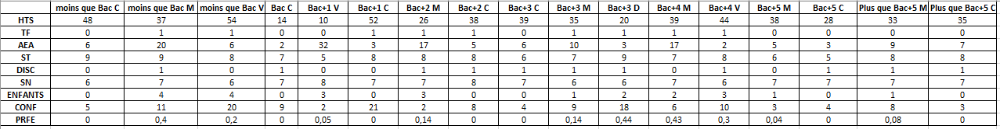 moins que Bac C moins que Bac M moins que Bac V Bac C Bac+1 V Bac+1 C Bac+2 M Bac+2 C Bac+3 C Bac+3 M Bac+3 D Bac+4 M Bac+4 V Bac+5 M Bac+5 C Plus que Bac+5 M Plus que Bac+5 C
HTS 48 37 54 14 10 52 26 38 39 35 20 39 44 38 28 33 35
TF 0 1 1 0 0 1 1 1 0 1 1 1 1 0 0 1 1
AEA 6 20 6 2 32 3 17 5 6 10 3 17 2 5 3 9 7
ST 9 9 8 7 5 8 8 8 6 7 9 7 8 6 5 8 8
DISC 0 1 0 1 0 0 1 1 1 1 1 0 1 0 1 1 1
SN 6 7 6 7 8 7 7 8 7 6 6 7 6 7 7 7 7
ENFANTS 0 4 4 0 3 0 3 0 0 1 2 2 3 1 0 1 0
CONF 5 11 20 9 2 21 2 8 4 9 18 6 10 3 4 8 3
PRFE 0 0,4 0,2 0 0,05 0 0,14 0 0 0,14 0,44 0,43 0,3 0,04 0 0,08 0